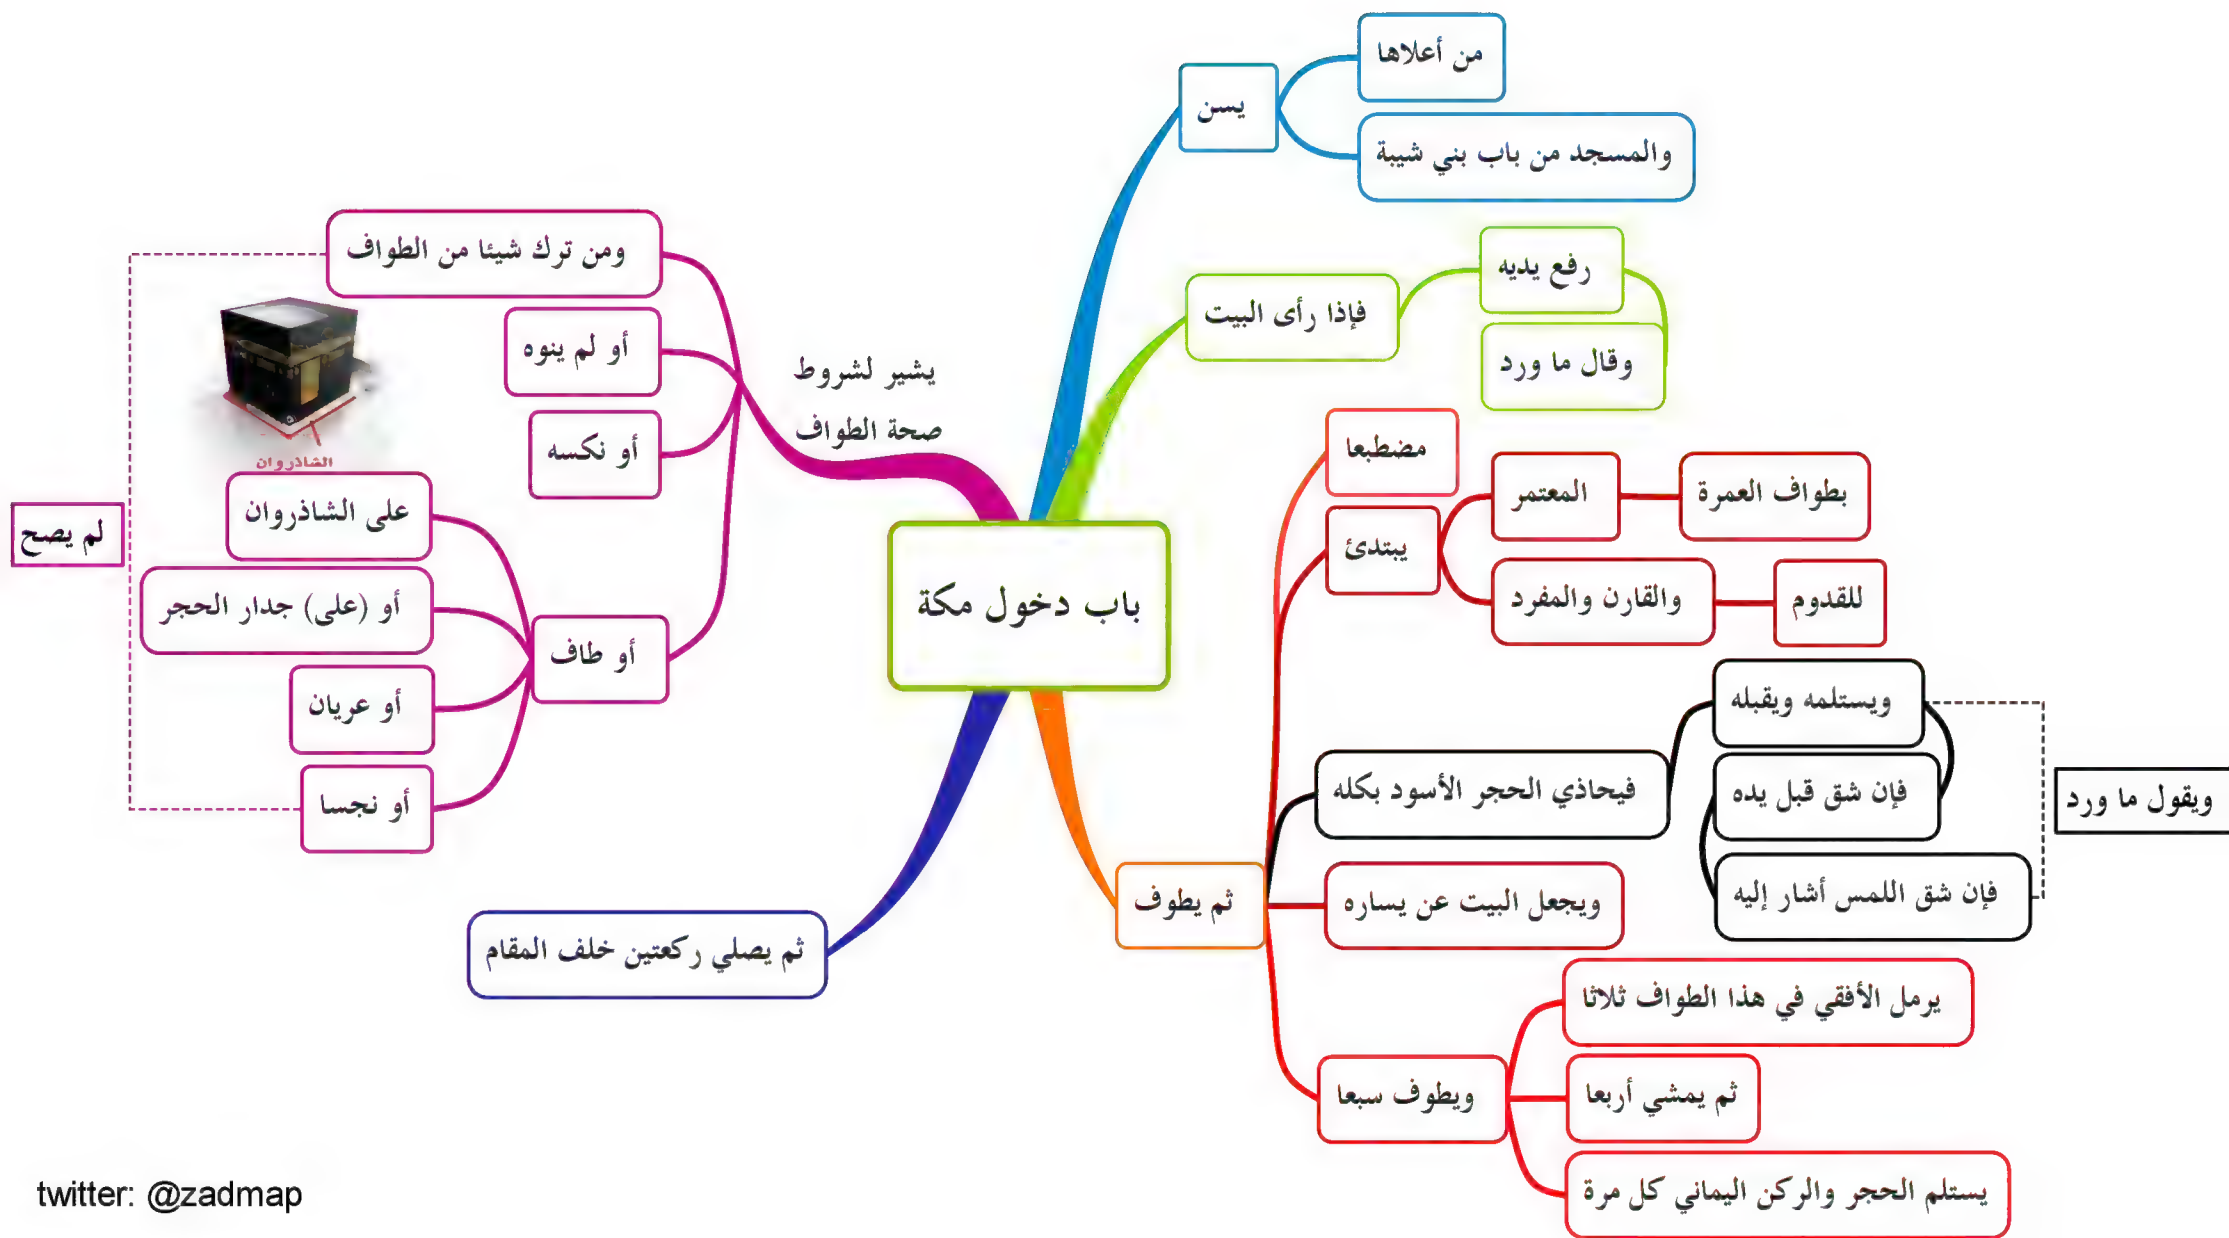 باب دخول مكة
يسن
من أعلاها
والمسجد من باب بني شيبة
فإذا رأى البيت
رفع يديه
وقال ما ورد
ثم يطوف
مضطبعا
يبتدئ
المعتمر
بطواف العمرة
والقارن والمفرد
للقدوم
فيحاذي الحجر الأسود بكله
ويستلمه ويقبله
فإن شق قبل يده
فإن شق اللمس أشار إليه
ويقول ما ورد
ويجعل البيت عن يساره
ويطوف سبعا
يرمل الأفقي في هذا الطواف ثلاثا
ثم يمشي أربعا
يستلم الحجر والركن اليماني كل مرة
ثم يصلي ركعتين خلف المقام
يشير لشروط
صحة الطواف
ومن ترك شيئا من الطواف
أو لم ينوه
أو نكسه
أو طاف
على الشاذروان
أو (على) جدار الحجر
أو عريان
أو نجسا
لم يصح
الشاذروان
twitter: @zadmap